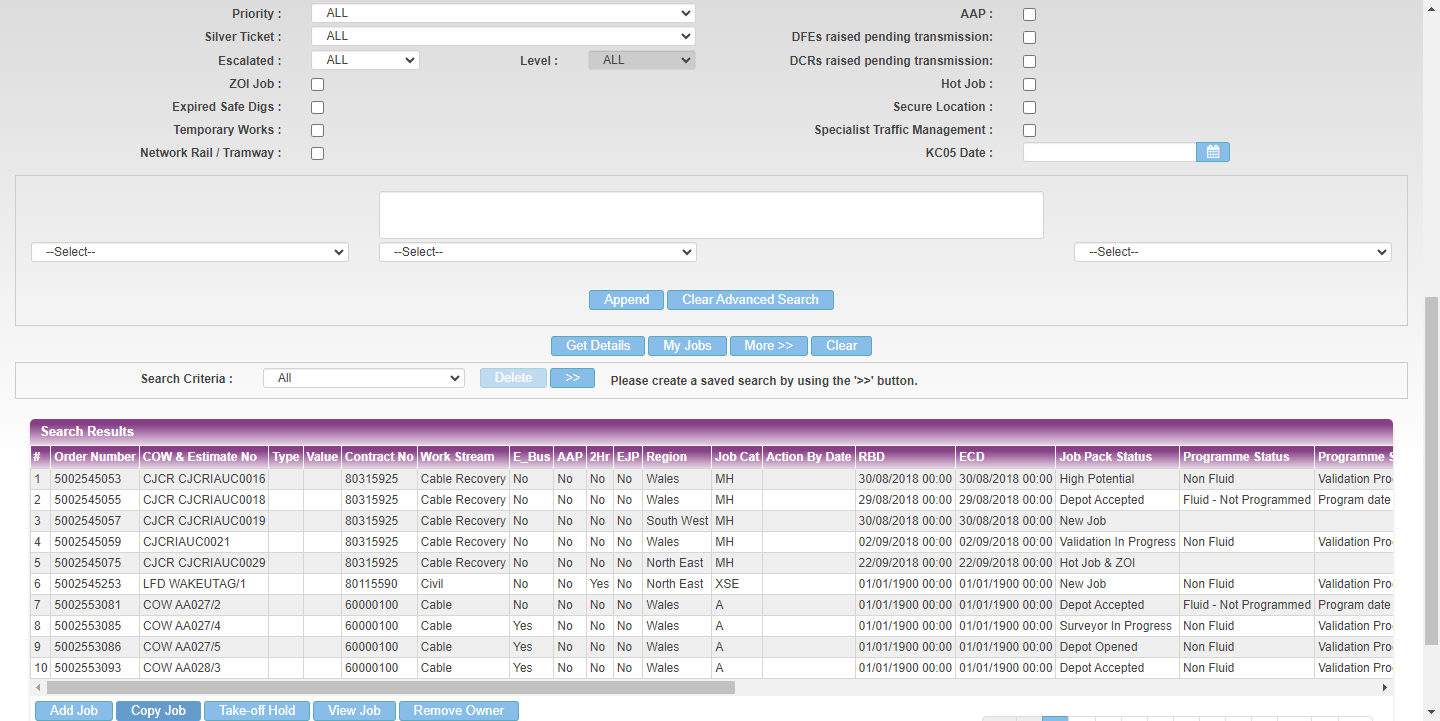 Priority : ALL AAP :
Silver Ticket : ALL DFEs raised pending transmission:
Escalated : ALL Level : ALL DCRs raised pending transmission:
ZOI Job : Hot Job :
Expired Safe Digs : Secure Location :
Temporary Works : Specialist Traffic Management :
Network Rail / Tramway : KC05 Date :
--Select-- --Select-- --Select--
Append Clear Advanced Search
Get Details My Jobs More >> Clear
Search Criteria : All Delete >> Please create a saved search by using the '>>' button.
Search Results
# Order Number COW & Estimate No Type Value Contract No Work Stream E_Bus AAP 2Hr EJP Region Job Cat Action By Date RBD ECD Job Pack Status Programme Status Programme S
1 5002545053 CJCR CJCRIAUC0016 80315925 Cable Recovery No No No No Wales MH 30/08/2018 00:00 30/08/2018 00:00 High Potential Non Fluid Validation Pro
2 5002545055 CJCR CJCRIAUC0018 80315925 Cable Recovery No No No No Wales MH 29/08/2018 00:00 29/08/2018 00:00 Depot Accepted Fluid - Not Programmed Program date
3 5002545057 CJCR CJCRIAUC0019 80315925 Cable Recovery No No No No South West MH 30/08/2018 00:00 30/08/2018 00:00 New Job
4 5002545059 CJCRIAUC0021 80315925 Cable Recovery No No No No Wales MH 02/09/2018 00:00 02/09/2018 00:00 Validation In Progress Non Fluid Validation Pro
5 5002545075 CJCR CJCRIAUC0029 80315925 Cable Recovery No No No No North East MH 22/09/2018 00:00 22/09/2018 00:00 Hot Job & ZOI
6 5002545253 LFD WAKEUTAG/1 80115590 Civil No No Yes No North East XSE 01/01/1900 00:00 01/01/1900 00:00 New Job Non Fluid Validation Pro
7 5002553081 COW AA027/2 60000100 Cable No No No No Wales A 01/01/1900 00:00 01/01/1900 00:00 Depot Accepted Fluid - Not Programmed Program date
8 5002553085 COW AA027/4 60000100 Cable Yes No No No Wales A 01/01/1900 00:00 01/01/1900 00:00 Surveyor In Progress Non Fluid Validation Pro
9 5002553086 COW AA027/5 60000100 Cable Yes No No No Wales A 01/01/1900 00:00 01/01/1900 00:00 Depot Opened Non Fluid Validation Pro
10 5002553093 COW AA028/3 60000100 Cable Yes No No No Wales A 01/01/1900 00:00 01/01/1900 00:00 Depot Accepted Non Fluid Validation Pro
Add Job Copy Job Take-off Hold View Job Remove Owner